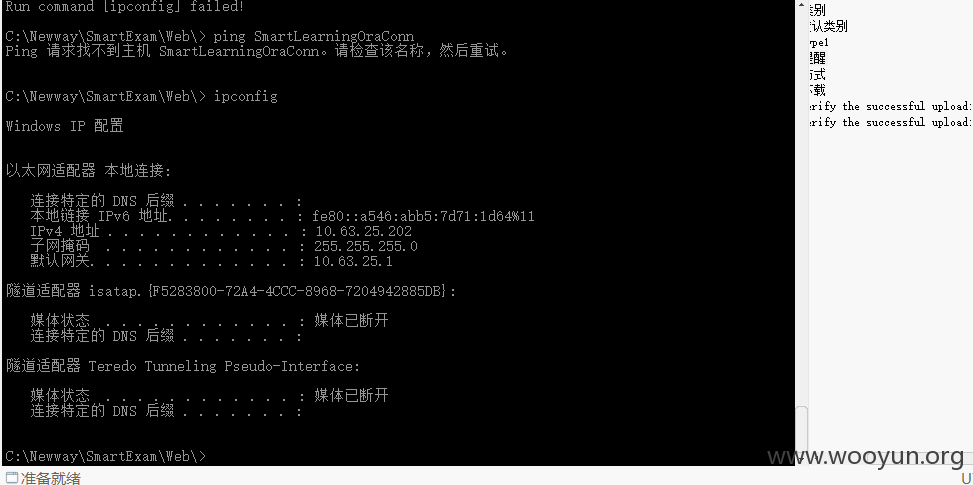 Run command [ipconfig] failed!
C:\Newway\SmartExam\Web\> ping SmartLearningOraConn
Ping 请求找不到主机 SmartLearningOraConn。请检查该名称，然后重试。
C:\Newway\SmartExam\Web\> ipconfig
Windows IP 配置
以太网适配器 本地连接:
连接特定的 DNS 后缀 . . . . . . . :
本地链接 IPv6 地址. . . . . . . . : fe80::a546:abb5:7d71:1d64%11
IPv4 地址 . . . . . . . . . . . . : 10.63.25.202
子网掩码 . . . . . . . . . . . . : 255.255.255.0
默认网关. . . . . . . . . . . . . : 10.63.25.1
隧道适配器 isatap.{F5283800-72A4-4CCC-8968-7204942885DB}:
媒体状态 . . . . . . . . . . . . : 媒体已断开
连接特定的 DNS 后缀 . . . . . . . :
隧道适配器 Teredo Tunneling Pseudo-Interface:
媒体状态 . . . . . . . . . . . . : 媒体已断开
连接特定的 DNS 后缀 . . . . . . . :
C:\Newway\SmartExam\Web\>
类别
默认类别
ype1
提醒
方式
下载
erify the successful upload:
erify the successful upload:
www.wooyun.org
准备就绪
U